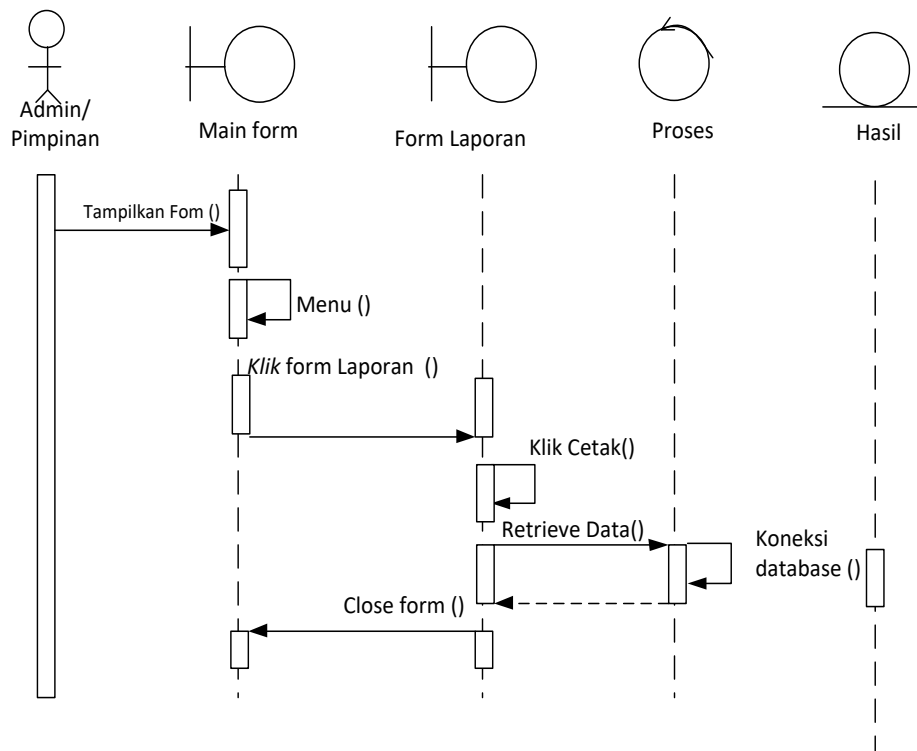 Admin/
Pimpinan
Main form
Form Laporan
Proses
Hasil
Tampilkan Fom ()
Menu ()
Klik form Laporan ()
Klik Cetak()
Retrieve Data()
Koneksi
database ()
Close form ()